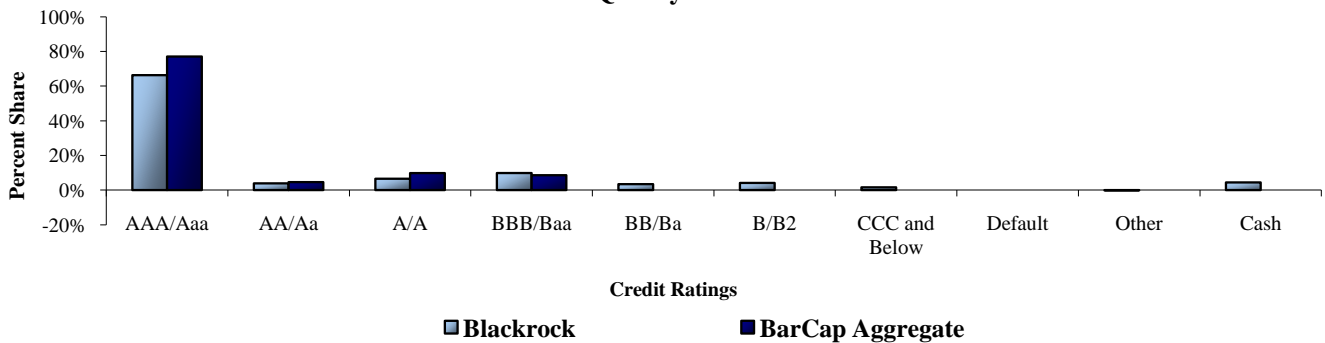 100%
80%
60%
40%
20%
0%
-20%
Percent Share
AAA/Aaa
AA/Aa
A/A
BBB/Baa
BB/Ba
B/B2
CCC and
Below
Default
Other
Cash
Credit Ratings
Blackrock
BarCap Aggregate